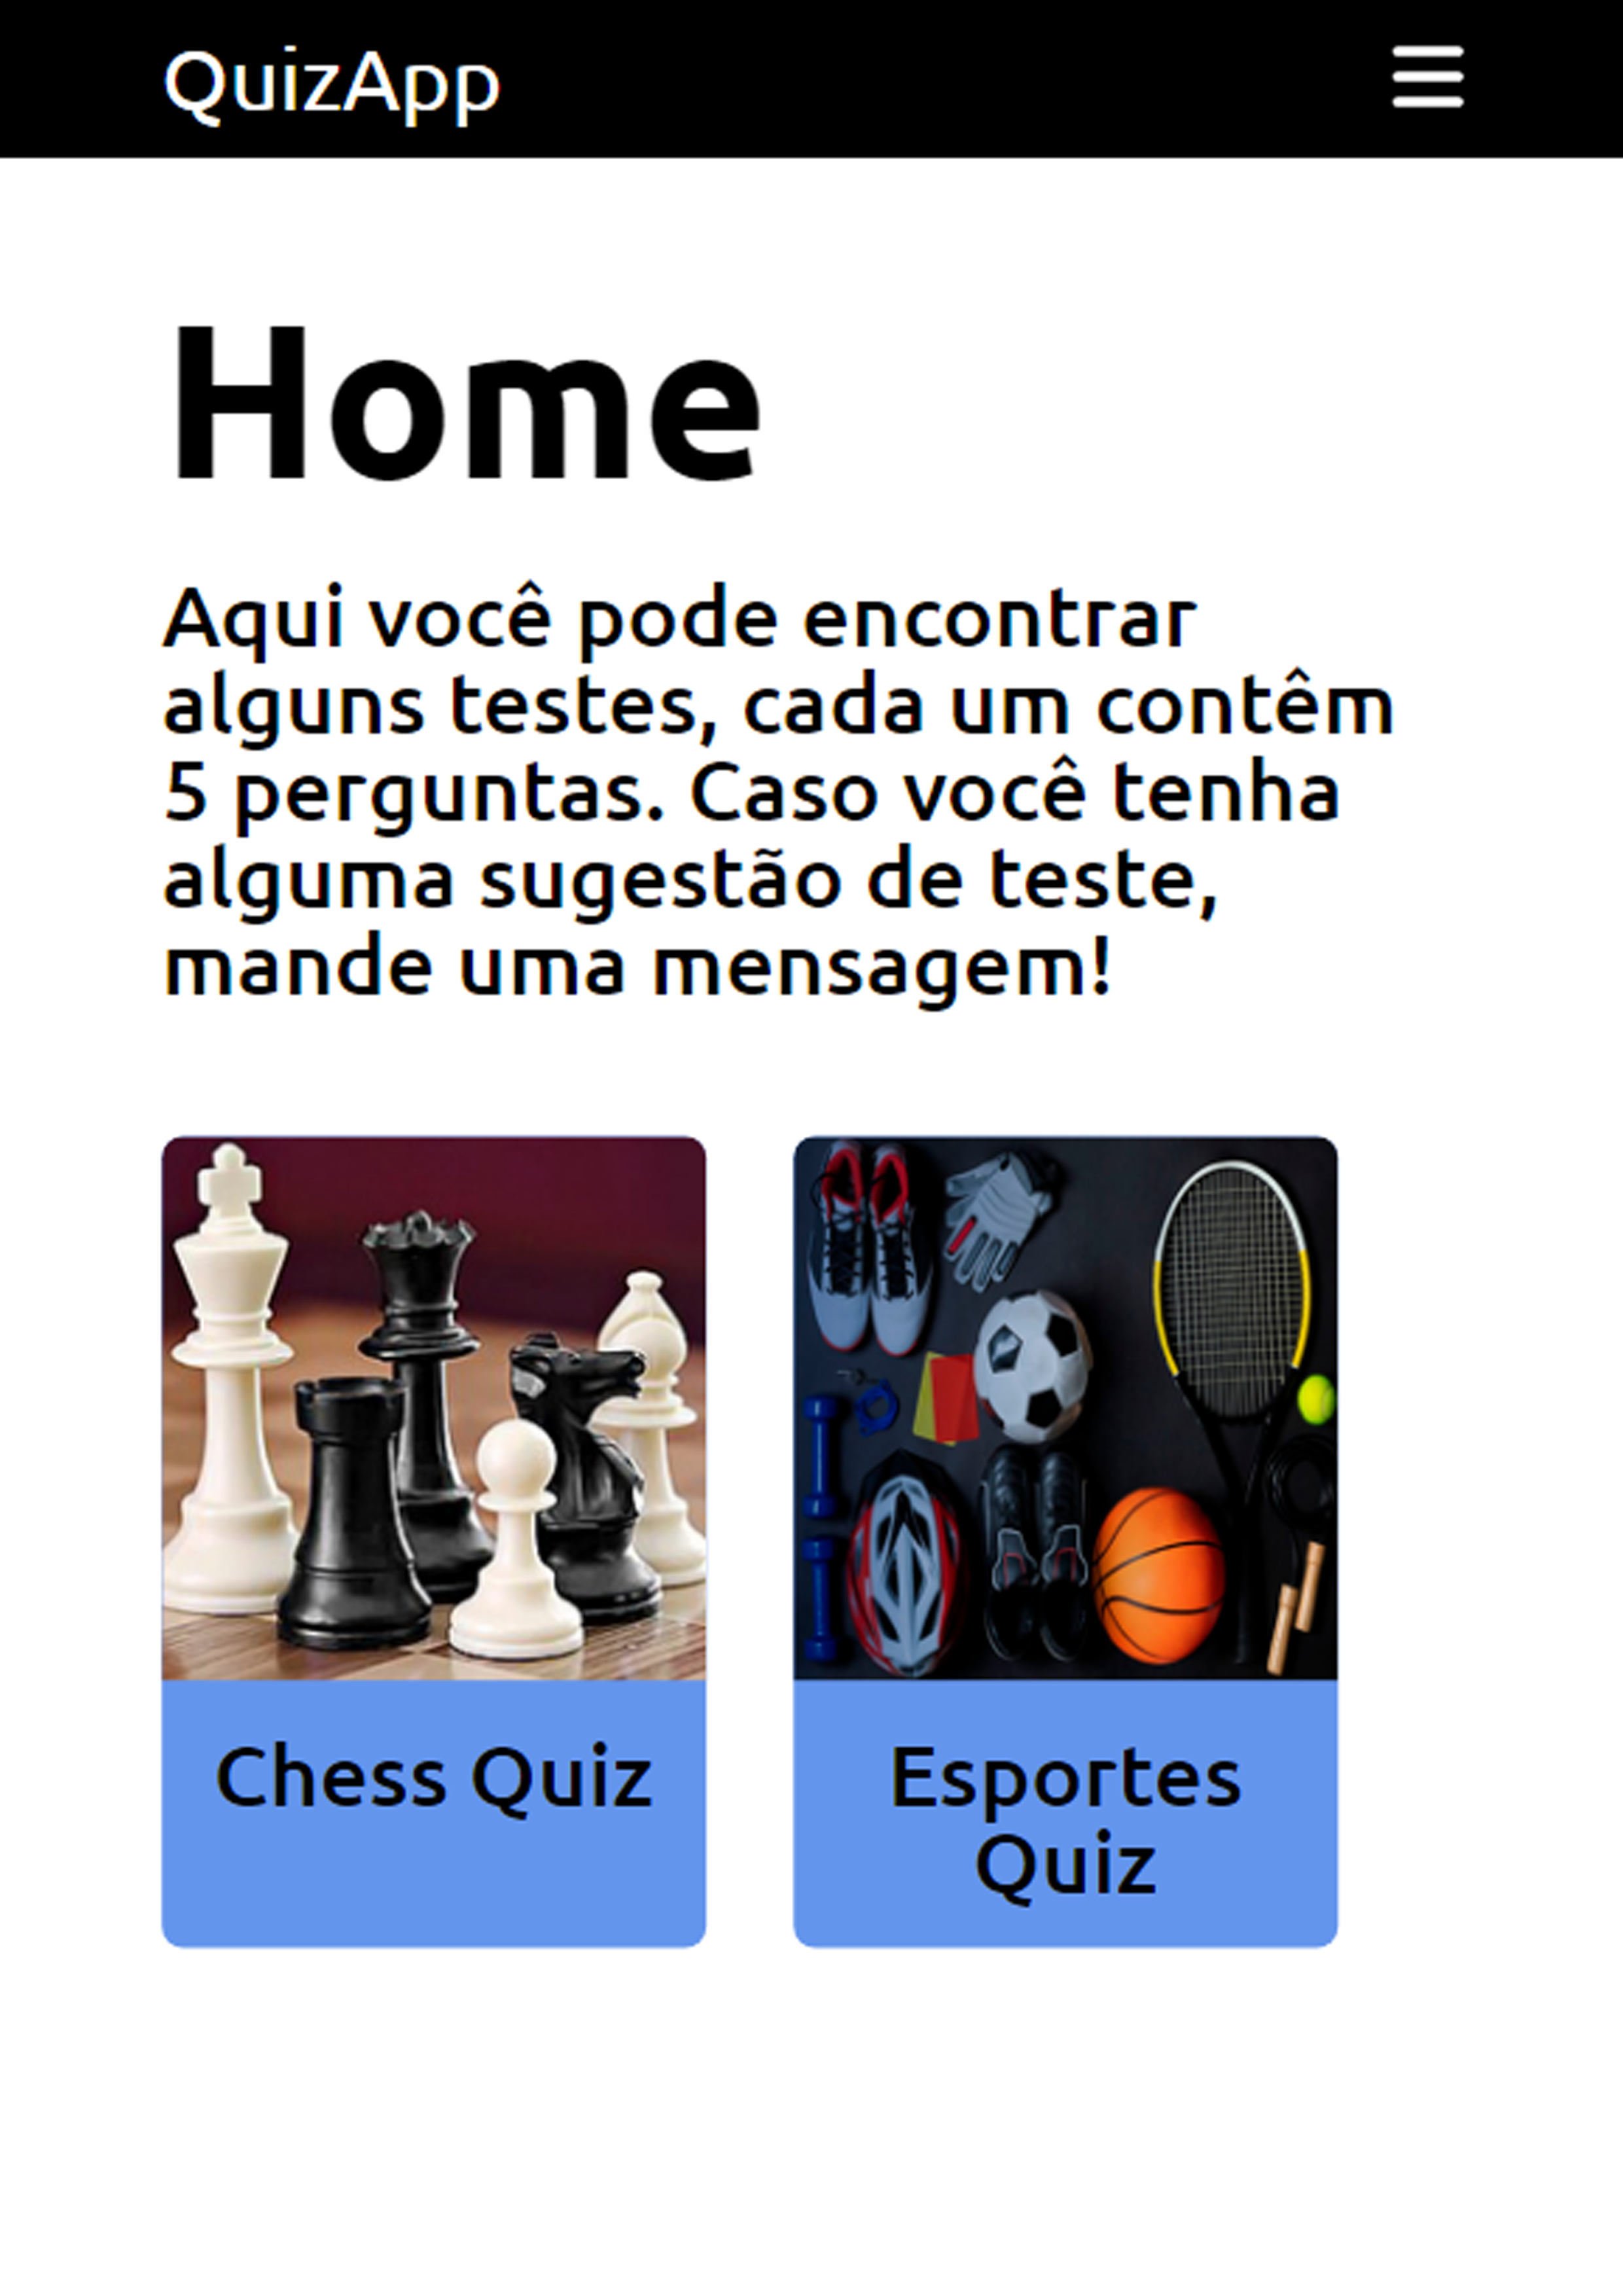 QuizApp
Home
Aqui você pode encontrar
alguns testes, cada um contêm
5 perguntas. Caso você tenha
alguma sugestão de teste,
mande uma mensagem!
Chess Quiz
Esportes
Quiz